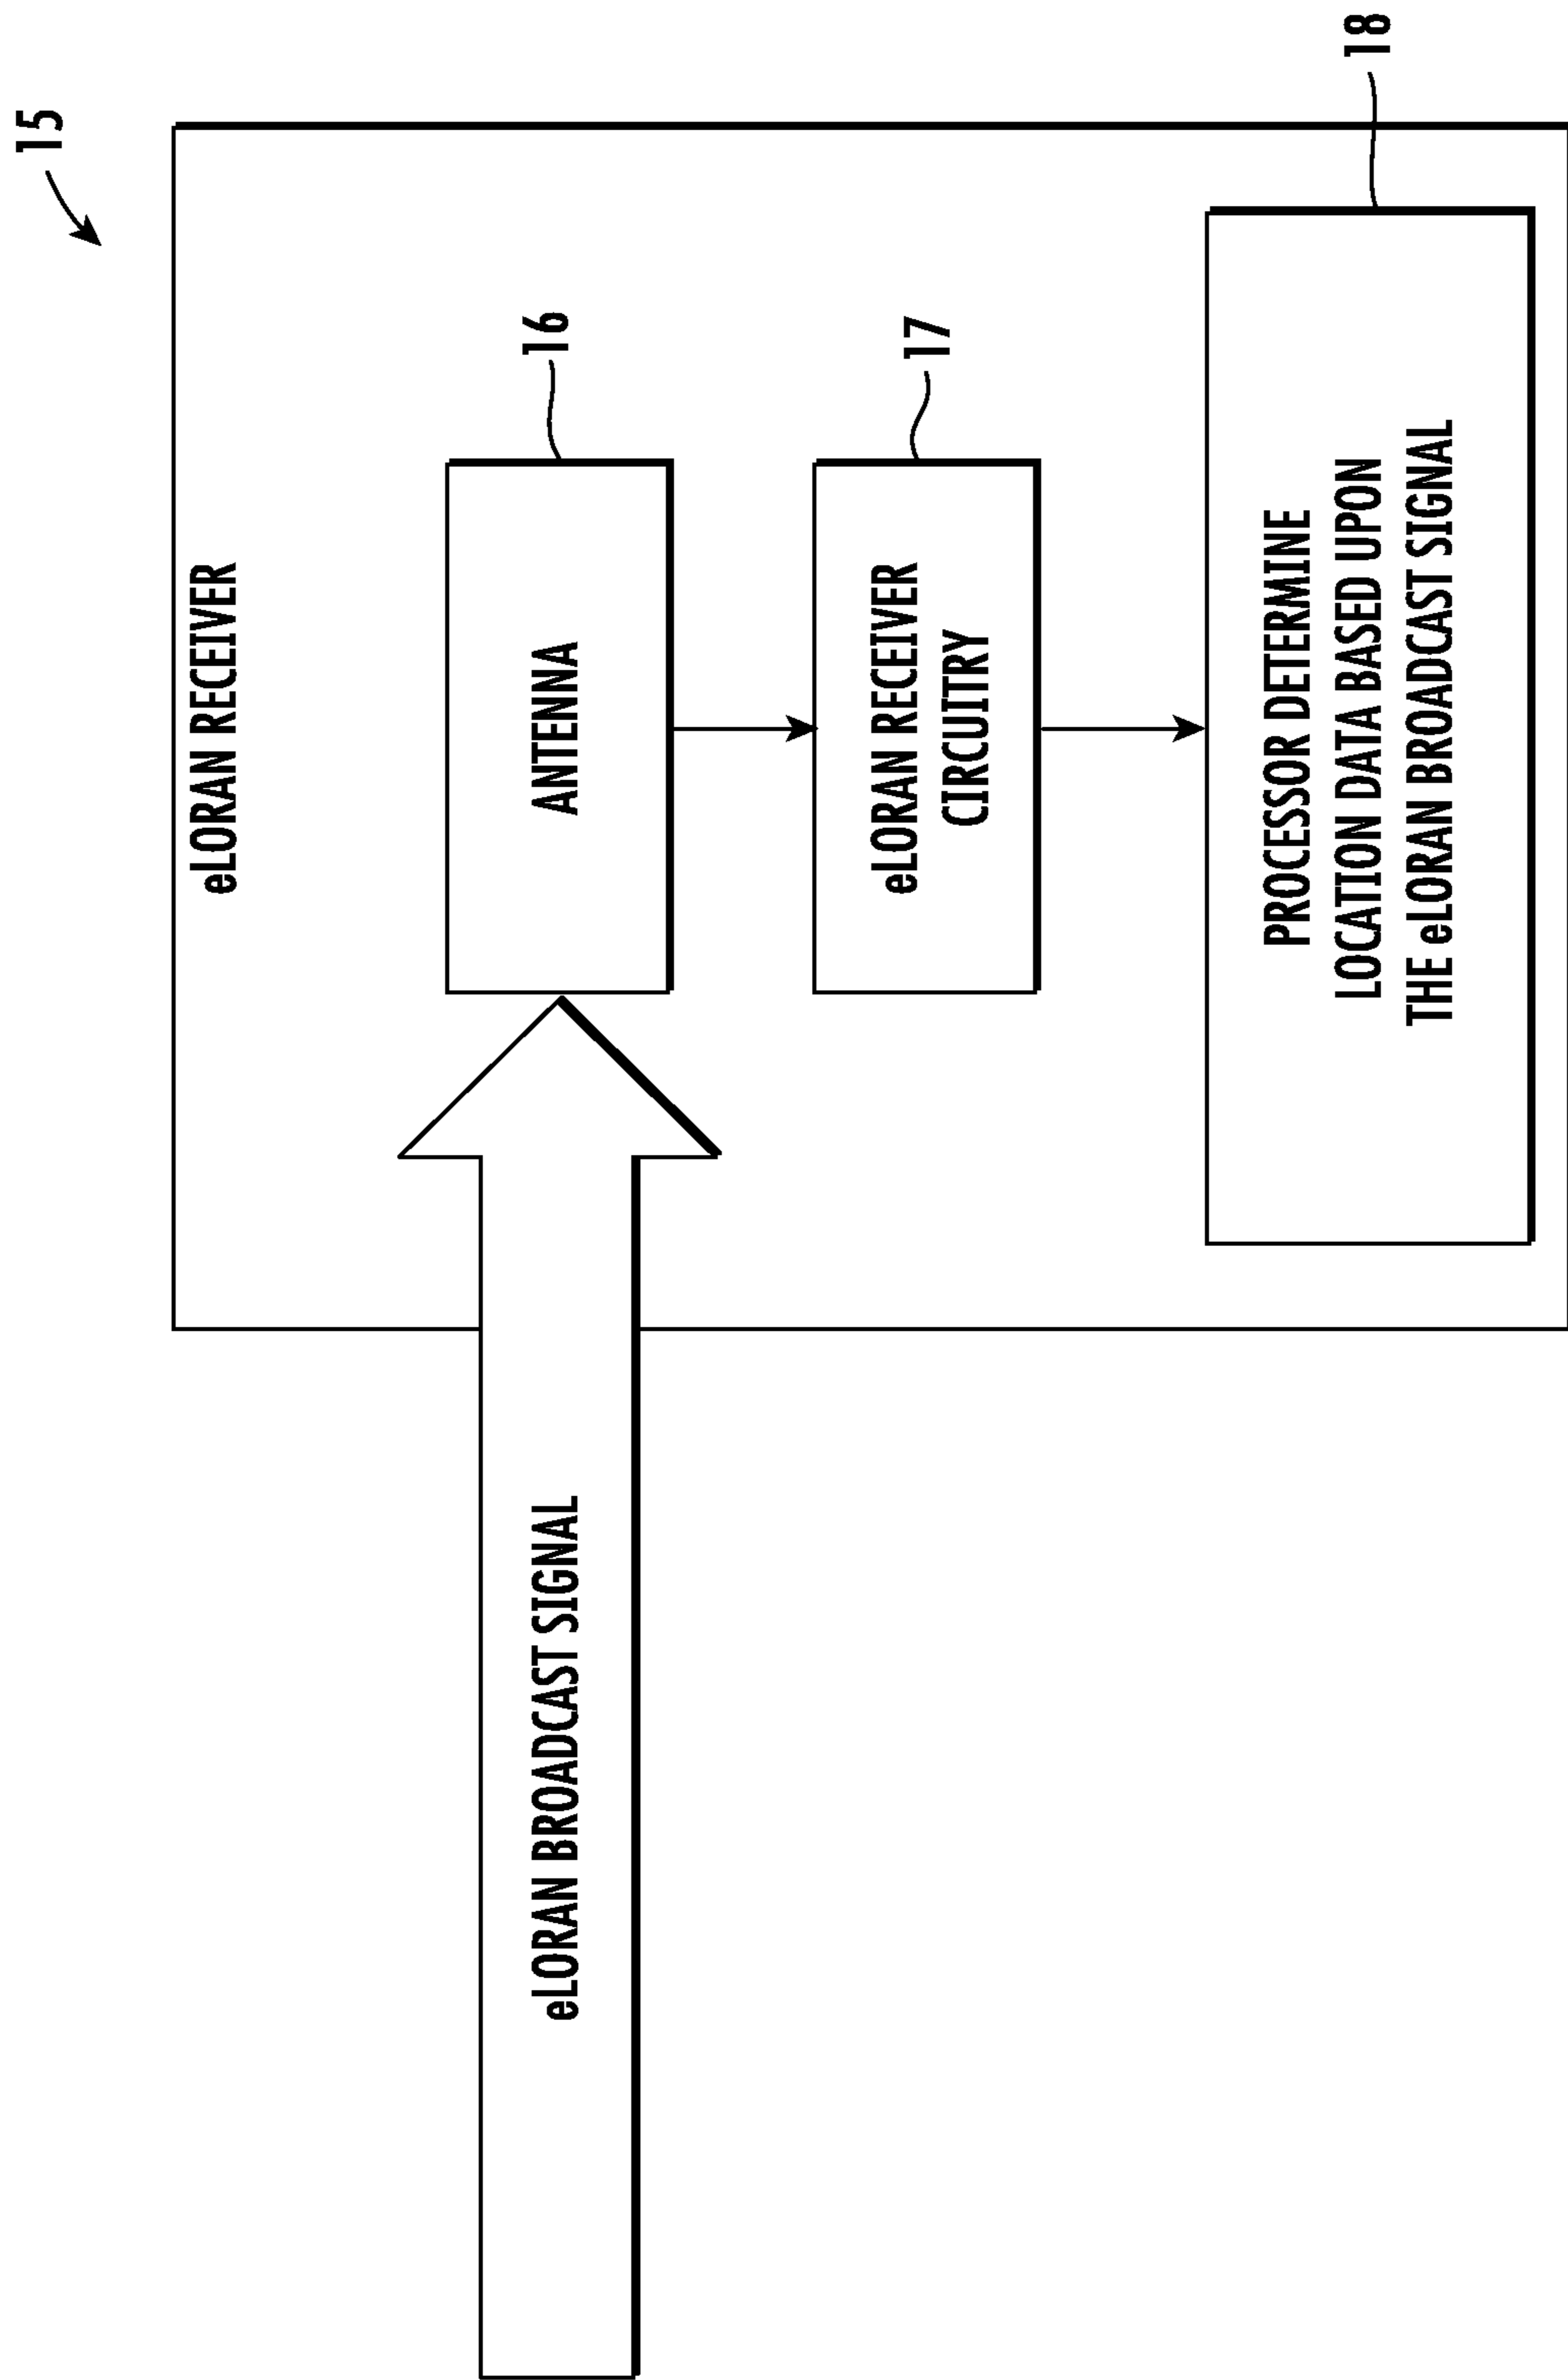 15
eLORAN RECEIVER
16
ANTENNA
eLORAN BROADCAST SIGNAL
17
eLORAN RECEIVER
CIRCUITRY
18
PROCESSOR DETERMINE
LOCATION DATA BASED UPON
THE eLORAN BROADCAST SIGNAL